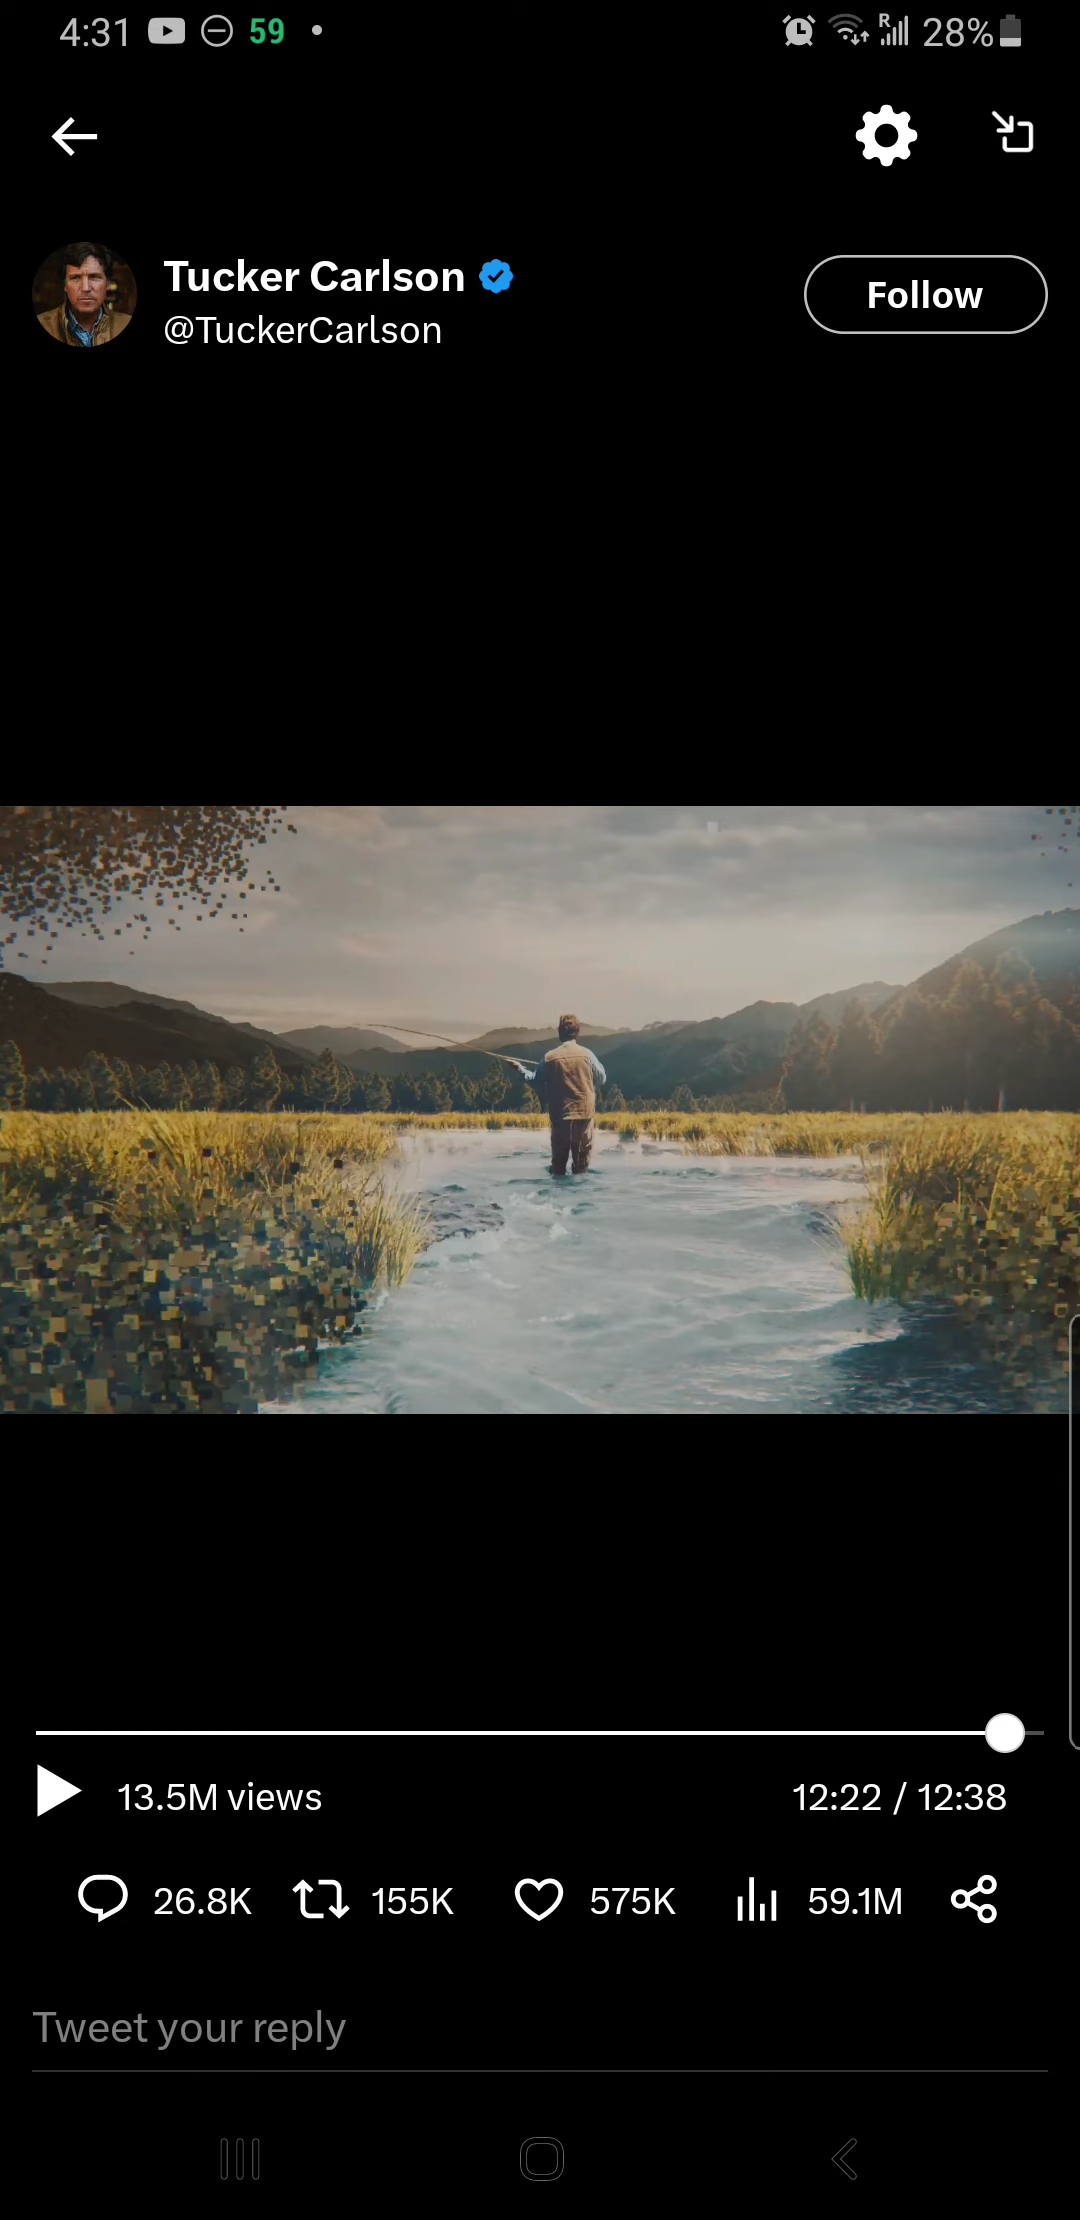 4:31 59 R 28%
Tucker Carlson
@TuckerCarlson
Follow
13.5M views 12:22 / 12:38
26.8K 155K 575K 59.1M
Tweet your reply